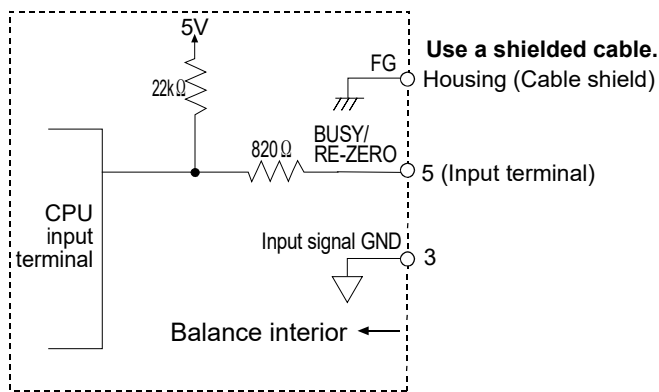 5V
Use a shielded cable.
FG
Housing (Cable shield)
22kΩ
BUSY/
RE-ZERO
820Ω
5 (Input terminal)
CPU
input
terminal
Input signal GND
3
Balance interior